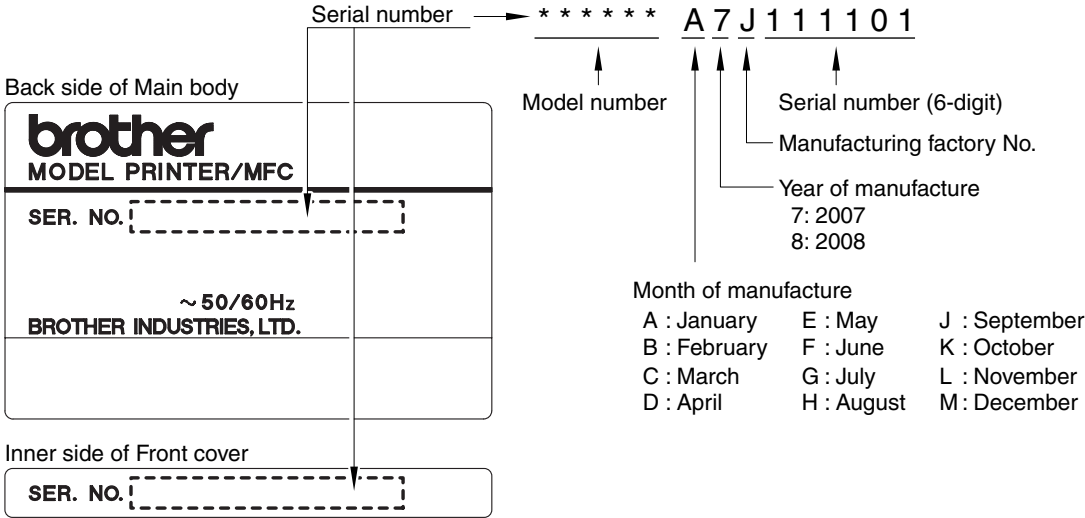 Serial number
* * * * * * A 7 J 1 1 1 1 0 1
Model number
Serial number (6-digit)
Manufacturing factory No.
Year of manufacture
7: 2007
8: 2008
Month of manufacture
A : January E : May J : September
B : February F : June K : October
C : March G : July L : November
D : April H : August M : December
Back side of Main body
brother
MODEL PRINTER/MFC
SER. NO.
~ 50/60Hz
BROTHER INDUSTRIES, LTD.
Inner side of Front cover
SER. NO.